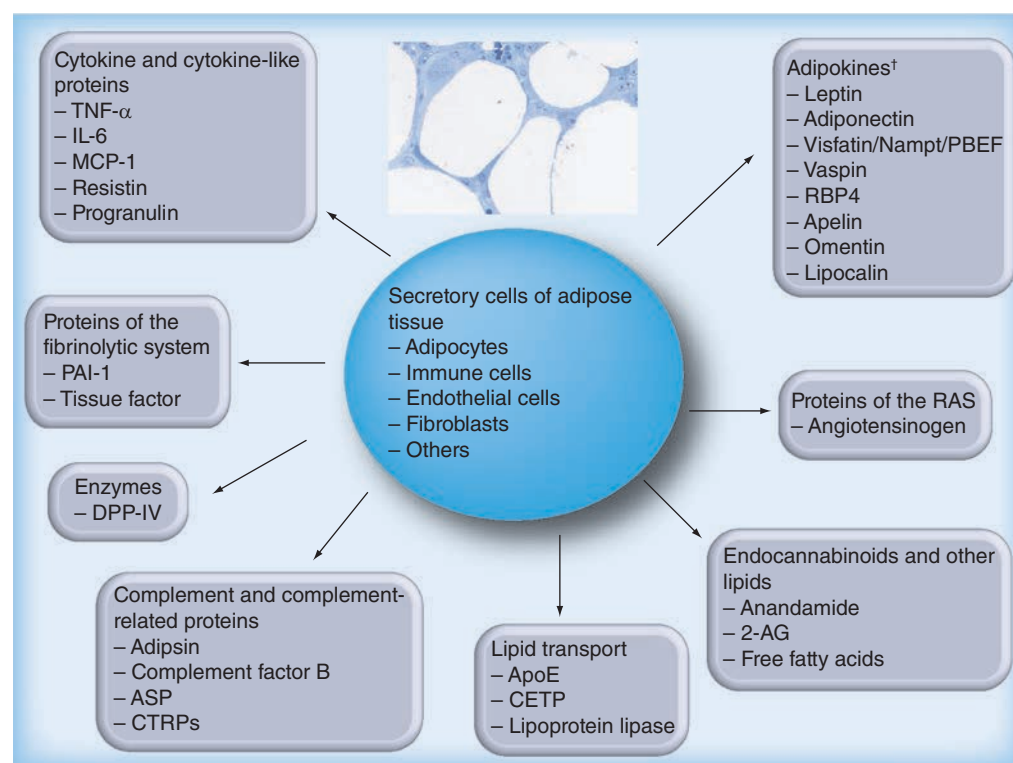 Cytokine and cytokine-like
proteins
– TNF-α
– IL-6
– MCP-1
– Resistin
– Progranulin
Adipokines†
– Leptin
– Adiponectin
– Visfatin/Nampt/PBEF
– Vaspin
– RBP4
– Apelin
– Omentin
– Lipocalin
Secretory cells of adipose
tissue
– Adipocytes
– Immune cells
– Endothelial cells
– Fibroblasts
– Others
Proteins of the
fibrinolytic system
– PAI-1
– Tissue factor
Proteins of the RAS
– Angiotensinogen
Enzymes
– DPP-IV
Endocannabinoids and other
lipids
– Anandamide
– 2-AG
– Free fatty acids
Complement and complement-
related proteins
– Adipsin
– Complement factor B
– ASP
– CTRPs
Lipid transport
– ApoE
– CETP
– Lipoprotein lipase